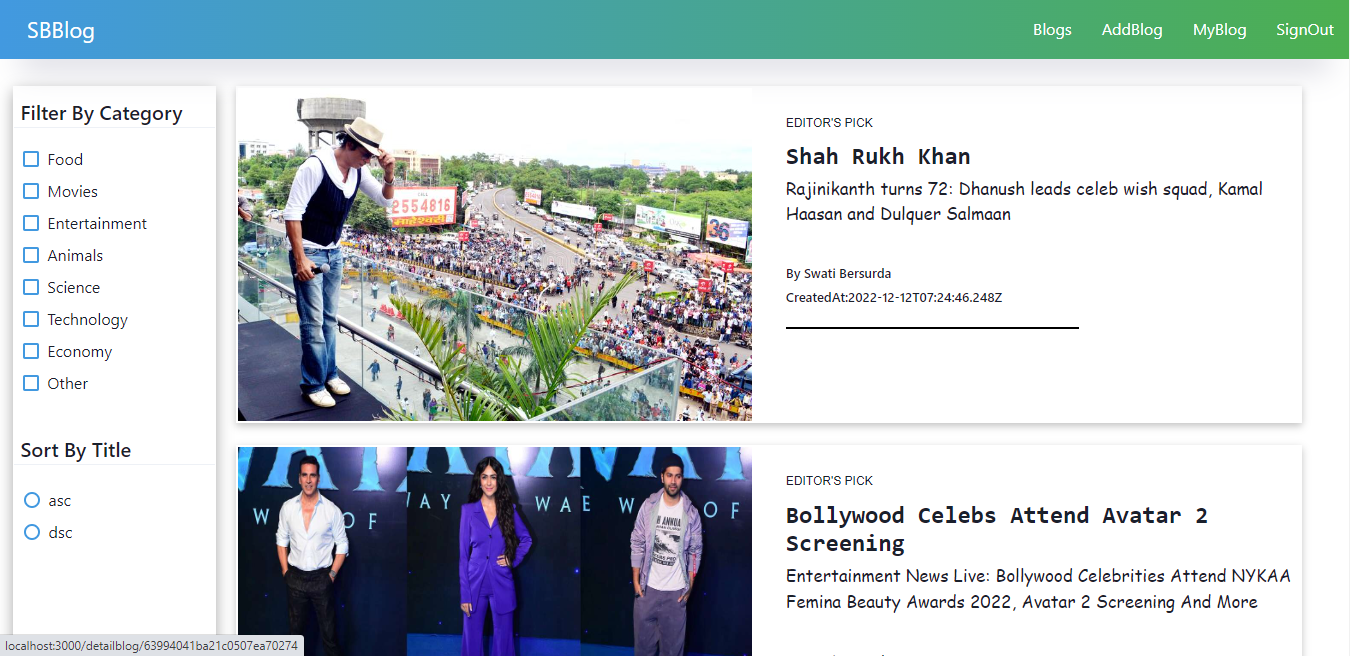 SBBlog
Blogs
AddBlog
MyBlog
SignOut
Filter By Category
Food
Movies
Entertainment
Animals
Science
Technology
Economy
Other
Sort By Title
asc
dsc
2554816
36
EDITOR'S PICK
Shah Rukh Khan
Rajinikanth turns 72: Dhanush leads celeb wish squad, Kamal
Haasan and Dulquer Salmaan
By Swati Bersurda
CreatedAt:2022-12-12T07:24:46.248Z
W OF
WAY
WAE
W OF
EDITOR'S PICK
Bollywood Celebs Attend Avatar 2
Screening
Entertainment News Live: Bollywood Celebrities Attend NYKAA
Femina Beauty Awards 2022, Avatar 2 Screening And More
localhost:3000/detailblog/63994041ba21c0507ea70274